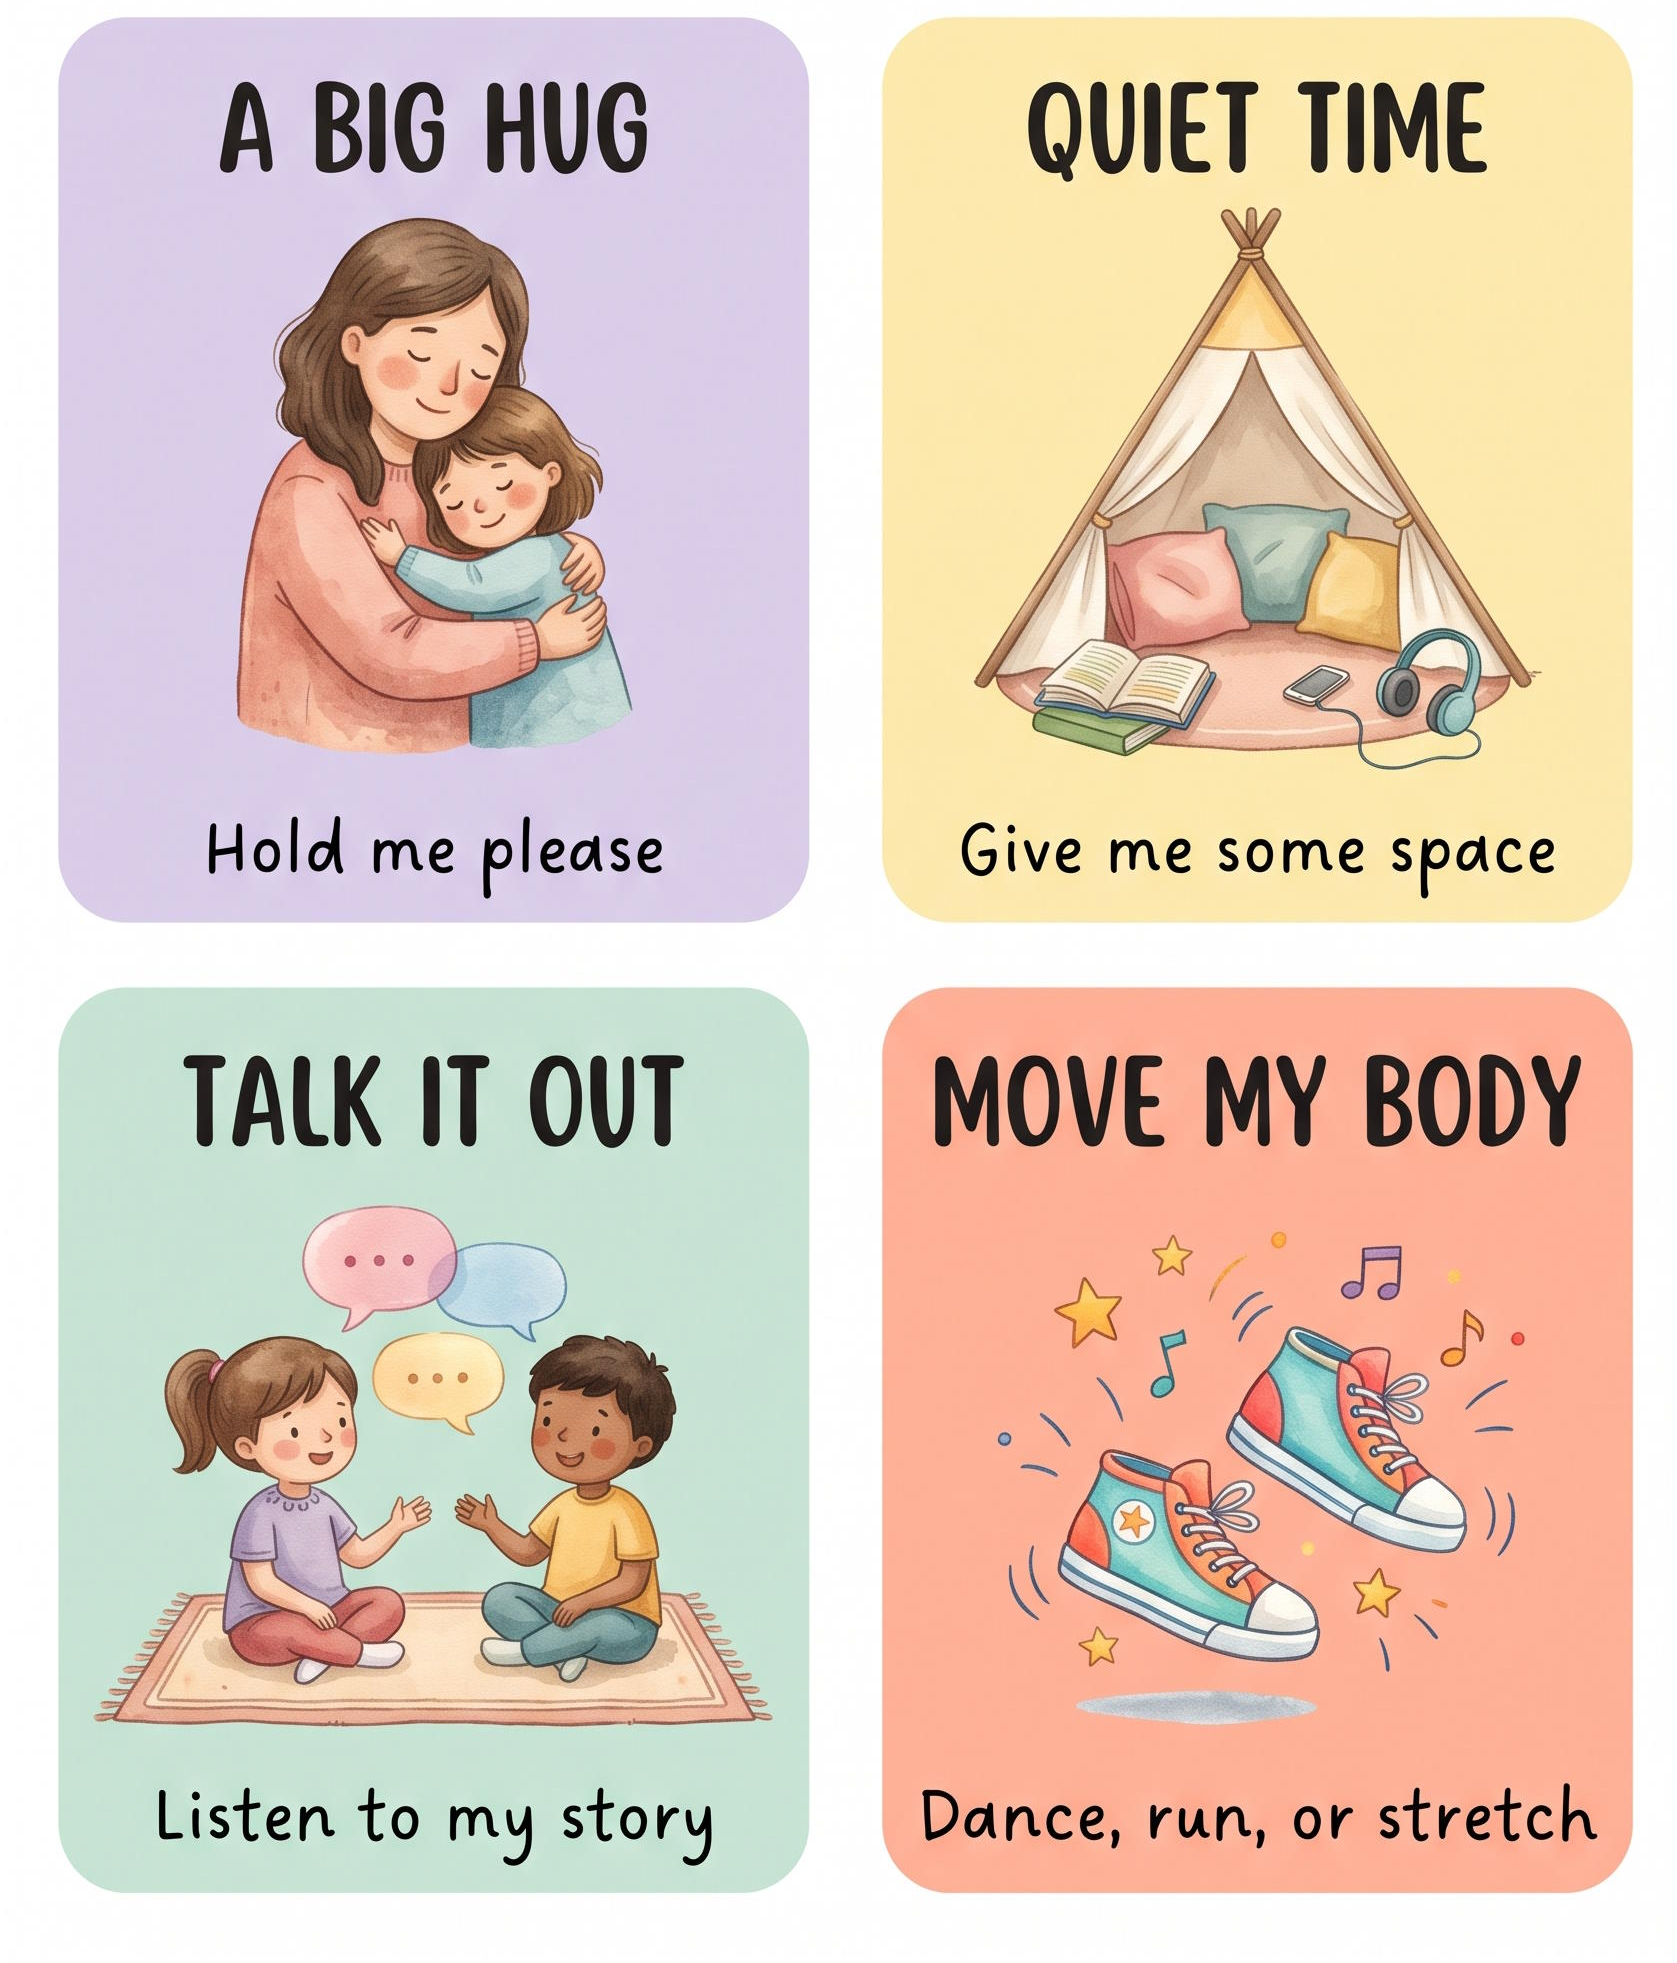 A BIG HUG
Hold me please
QUIET TIME
Give me some space
TALK IT OUT
Listen to my story
MOVE MY BODY
Dance, run, or stretch